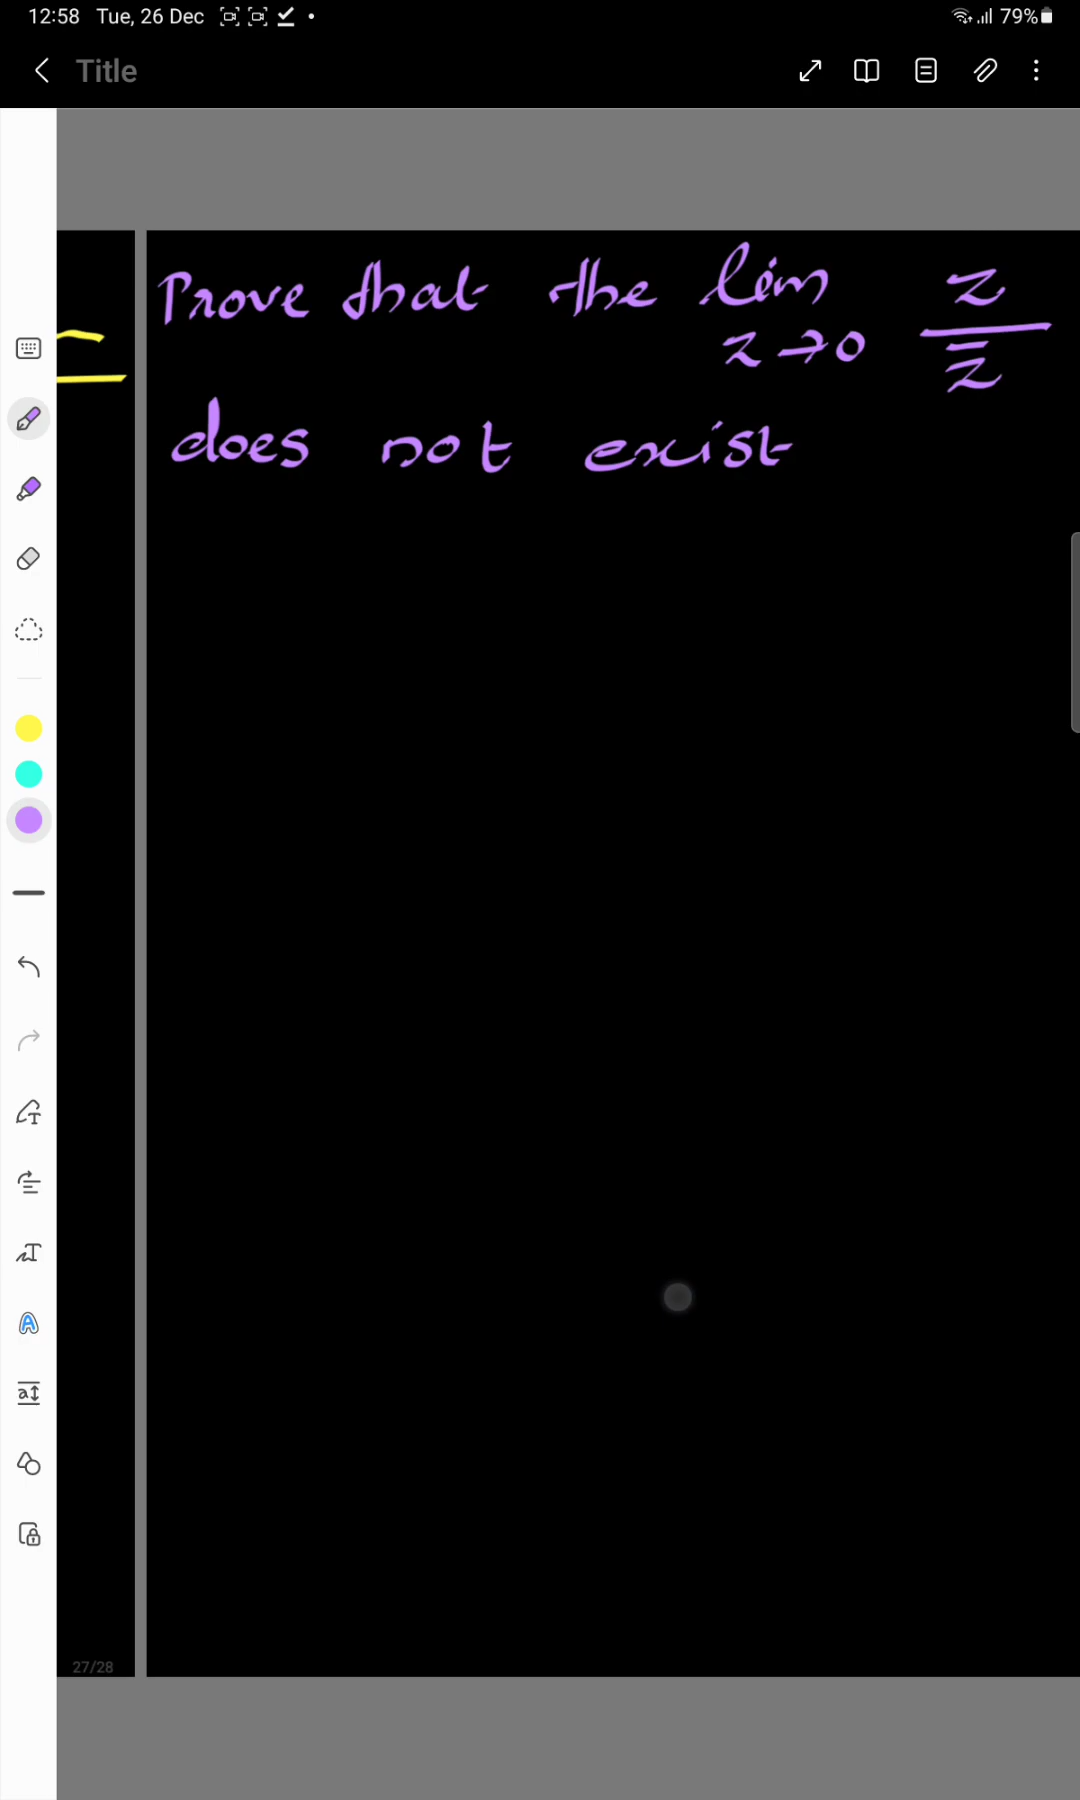 12:58 Tue, 26 Dec 79%
Title
Prove that the lim z
z→0 z̅
does not exist
T
T
A
a
27/28